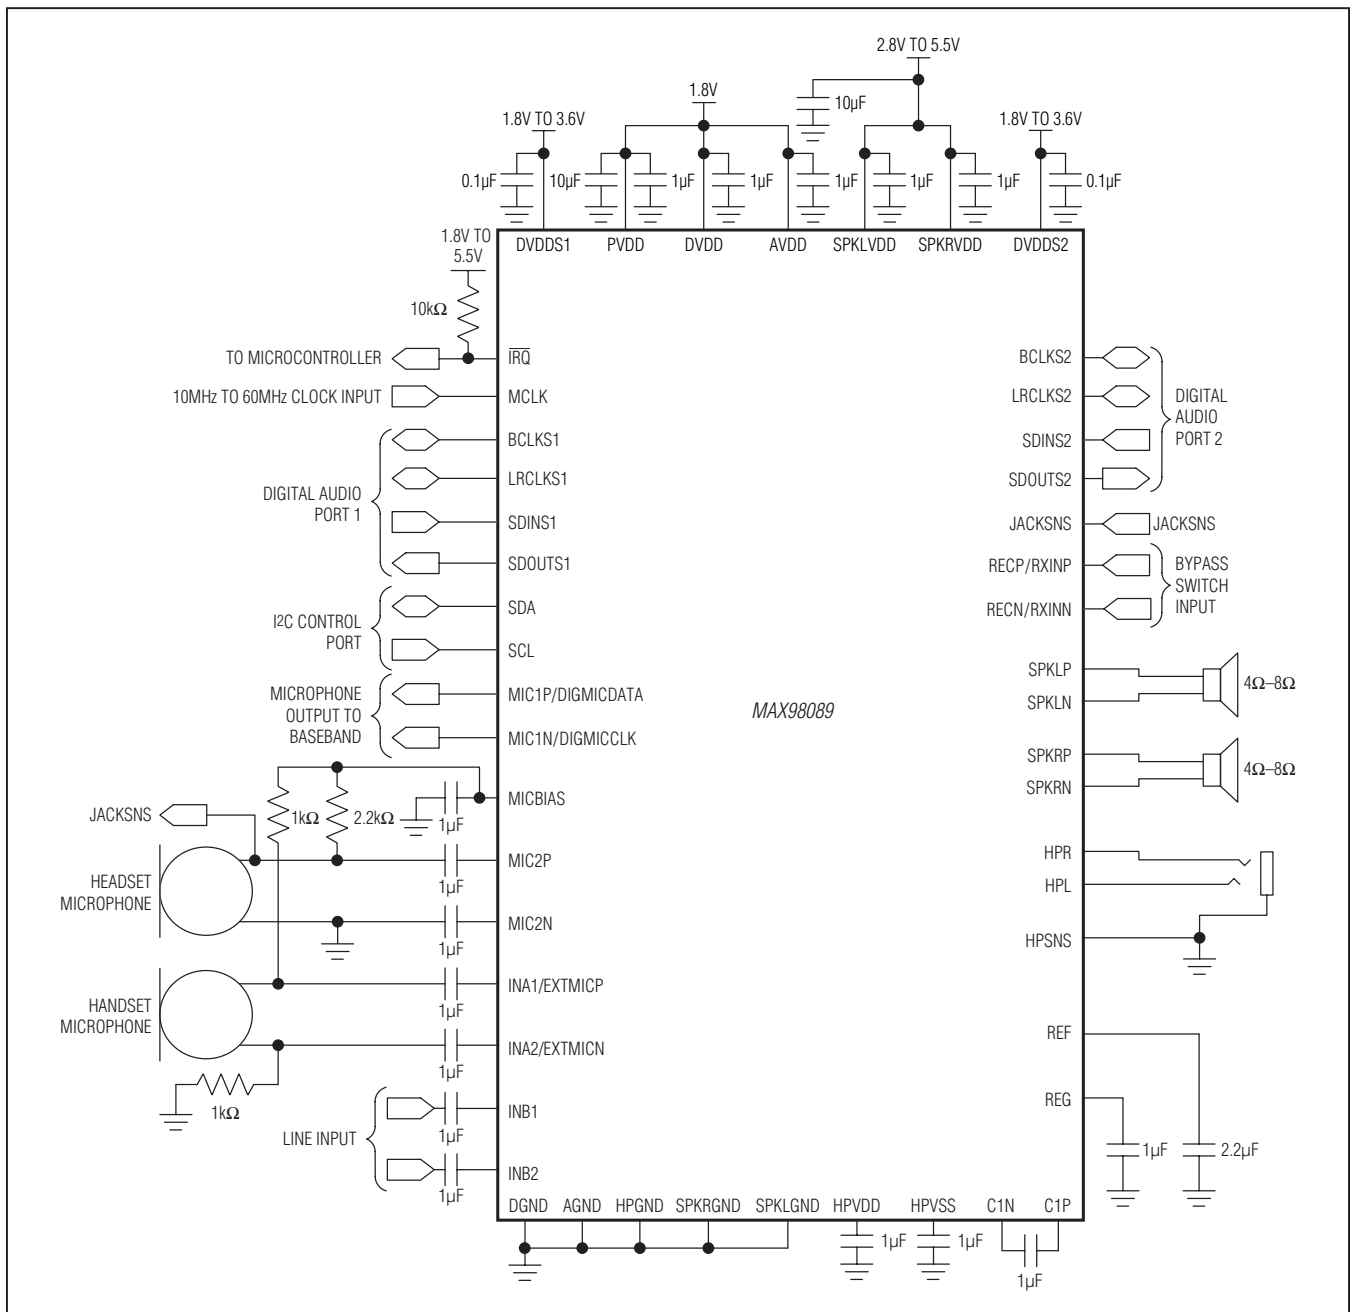 2.8V TO 5.5V
1.8V
10µF
1.8V TO 3.6V
1.8V TO 3.6V
0.1µF
10µF
1µF
1µF
1µF
1µF
1µF
0.1µF
1.8V TO
5.5V
DVDDS1
PVDD
DVDD
AVDD
SPKLVDD
SPKRVDD
DVDDS2
10kΩ
TO MICROCONTROLLER
IRQ
10MHz TO 60MHz CLOCK INPUT
MCLK
DIGITAL AUDIO
PORT 1
BCLKS1
LRCLKS1
SDINS1
SDOUTS1
I2C CONTROL
PORT
SDA
SCL
MICROPHONE
OUTPUT TO
BASEBAND
MIC1P/DIGMICDATA
MIC1N/DIGMICCLK
MAX98089
BCLKS2
LRCLKS2
SDINS2
SDOUTS2
DIGITAL
AUDIO
PORT 2
JACKSNS
JACKSNS
RECP/RXINP
RECN/RXINN
BYPASS
SWITCH
INPUT
SPKLP
SPKLN
4Ω–8Ω
SPKRP
SPKRN
4Ω–8Ω
MICBIAS
1kΩ
2.2kΩ
1µF
JACKSNS
HEADSET
MICROPHONE
MIC2P
1µF
MIC2N
1µF
HPR
HPL
HPSNS
HANDSET
MICROPHONE
INA1/EXTMICP
1µF
INA2/EXTMICN
1µF
1kΩ
LINE INPUT
INB1
1µF
INB2
1µF
REF
REG
1µF
2.2µF
DGND
AGND
HPGND
SPKRGND
SPKLGND
HPVDD
HPVSS
C1N
C1P
1µF
1µF
1µF